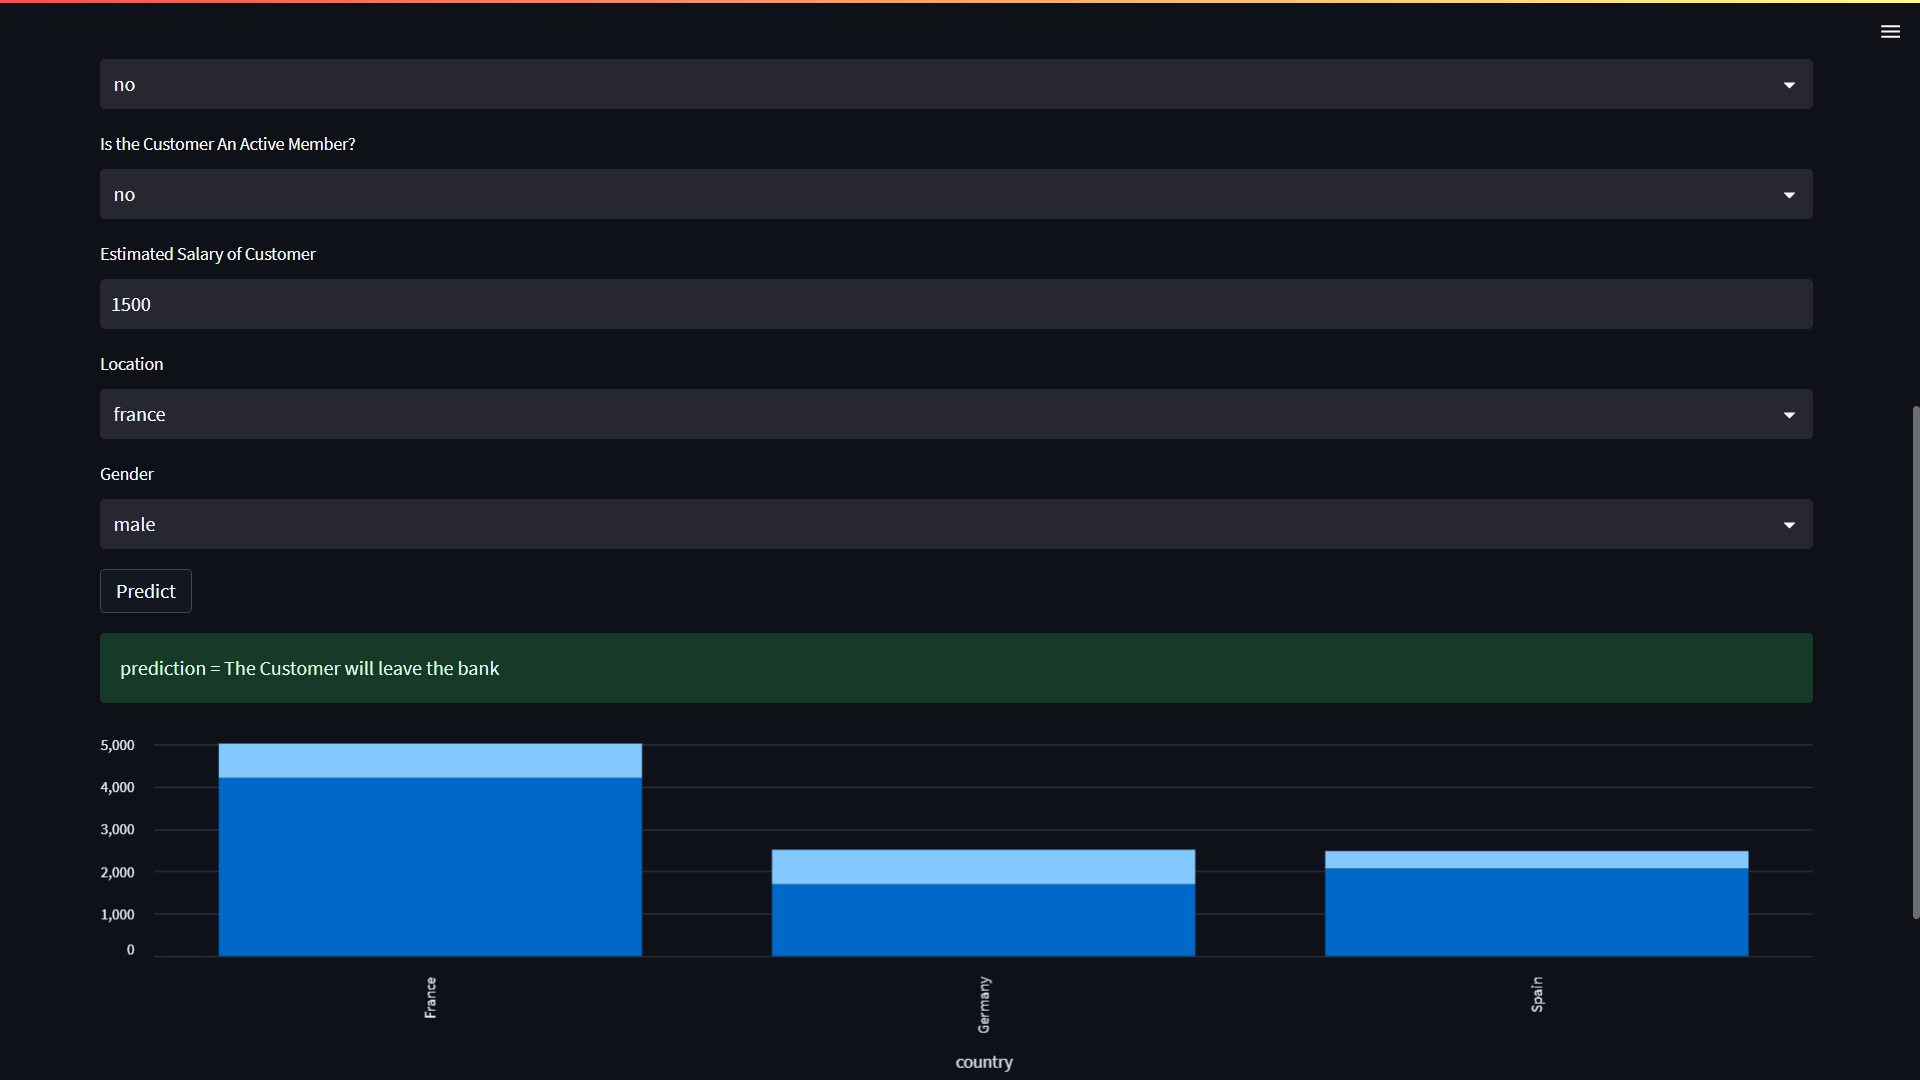 no
Is the Customer An Active Member?
no
Estimated Salary of Customer
1500
Location
france
Gender
male
Predict
prediction = The Customer will leave the bank
5,000
4,000
3,000
2,000
1,000
0
France
Germany
Spain
country